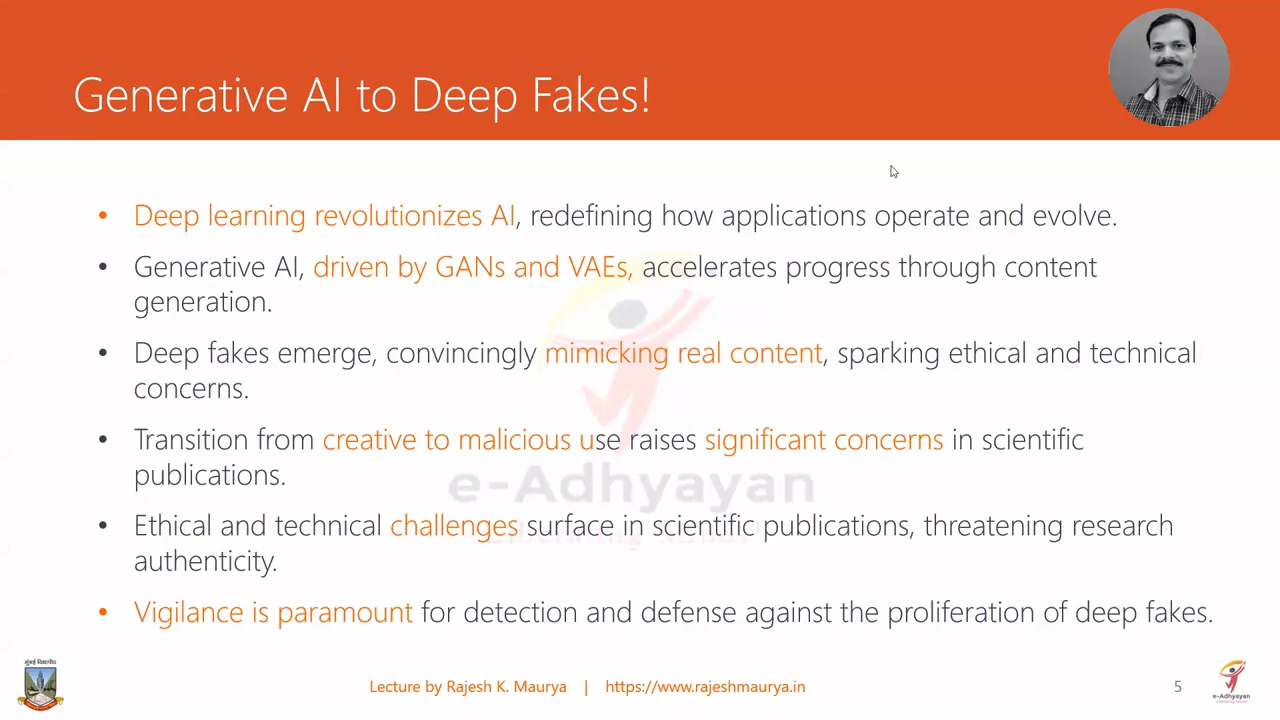 Generative AI to Deep Fakes!
• Deep learning revolutionizes AI, redefining how applications operate and evolve.
• Generative AI, driven by GANs and VAEs, accelerates progress through content
generation.
• Deep fakes emerge, convincingly mimicking real content, sparking ethical and technical
concerns.
• Transition from creative to malicious use raises significant concerns in scientific
publications.
e-Adhyayan
• Ethical and technical challenges surface in scientific publications, threatening research
authenticity.
• Vigilance is paramount for detection and defense against the proliferation of deep fakes.
मुंबई विद्यापीठ
Lecture by Rajesh K. Maurya | https://www.rajeshmaurya.in
5
e-Adhyayan